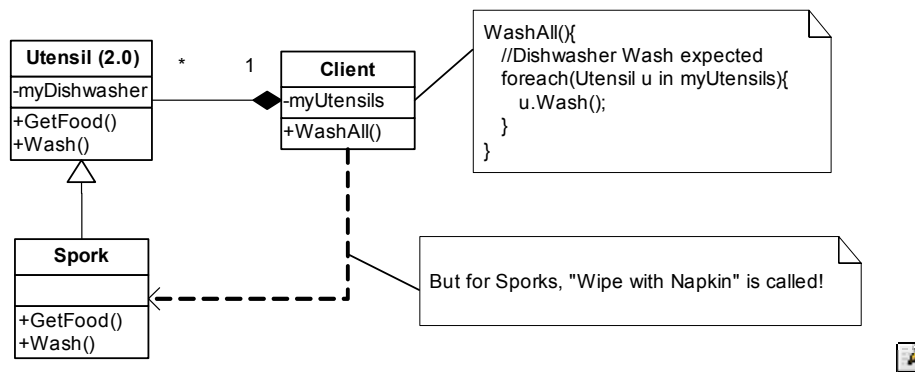 Utensil (2.0)
-myDishwasher
+GetFood()
+Wash()
*
1
Client
-myUtensils
+WashAll()
WashAll(){
//Dishwasher Wash expected
foreach(Utensil u in myUtensils){
u.Wash();
}
}
Spork
+GetFood()
+Wash()
But for Sporks, "Wipe with Napkin" is called!